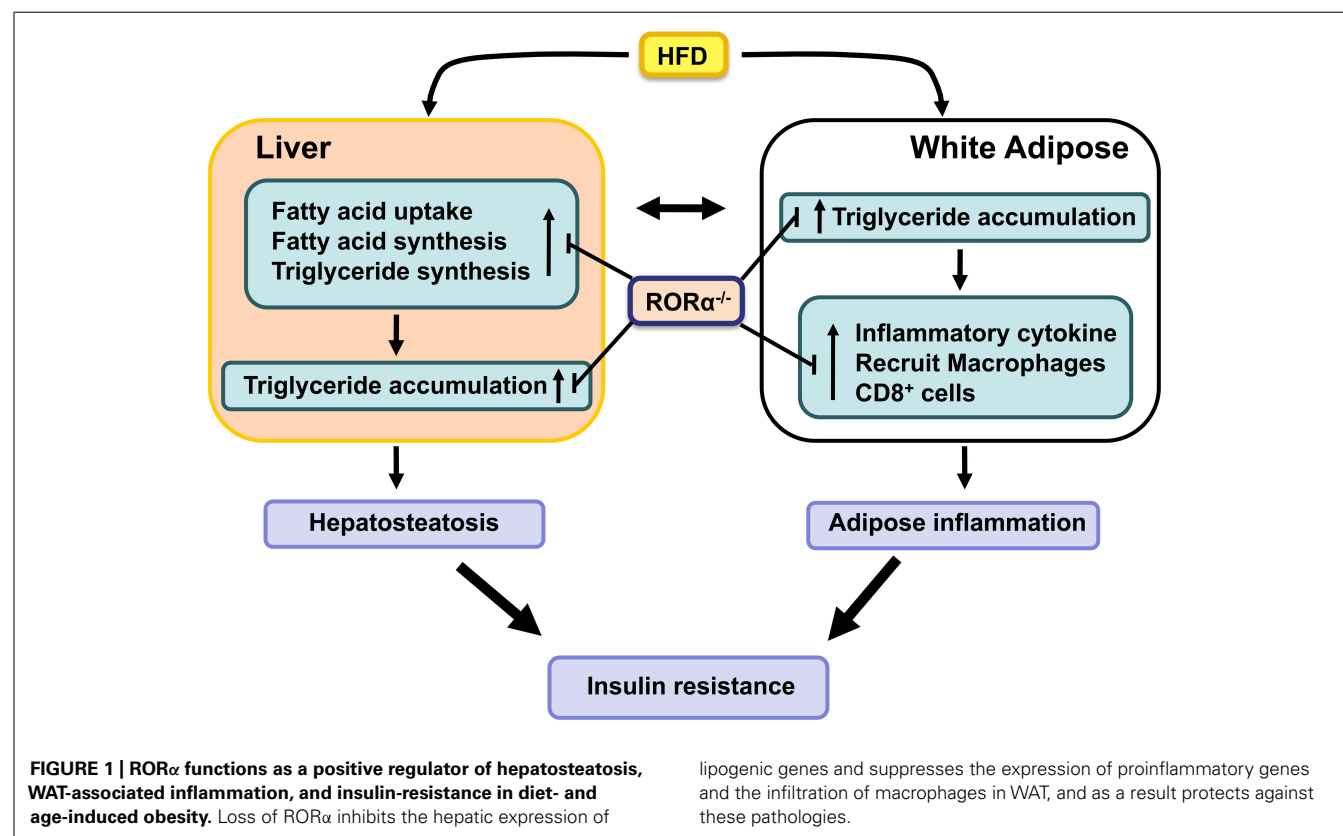 HFD
Liver
Fatty acid uptake
Fatty acid synthesis
Triglyceride synthesis
Triglyceride accumulation
Hepatosteatosis
RORα-/-
White Adipose
Triglyceride accumulation
Inflammatory cytokine
Recruit Macrophages
CD8+ cells
Adipose inflammation
Insulin resistance
FIGURE 1 | RORα functions as a positive regulator of hepatosteatosis,
WAT-associated inflammation, and insulin-resistance in diet- and
age-induced obesity. Loss of RORα inhibits the hepatic expression of
lipogenic genes and suppresses the expression of proinflammatory genes
and the infiltration of macrophages in WAT, and as a result protects against
these pathologies.